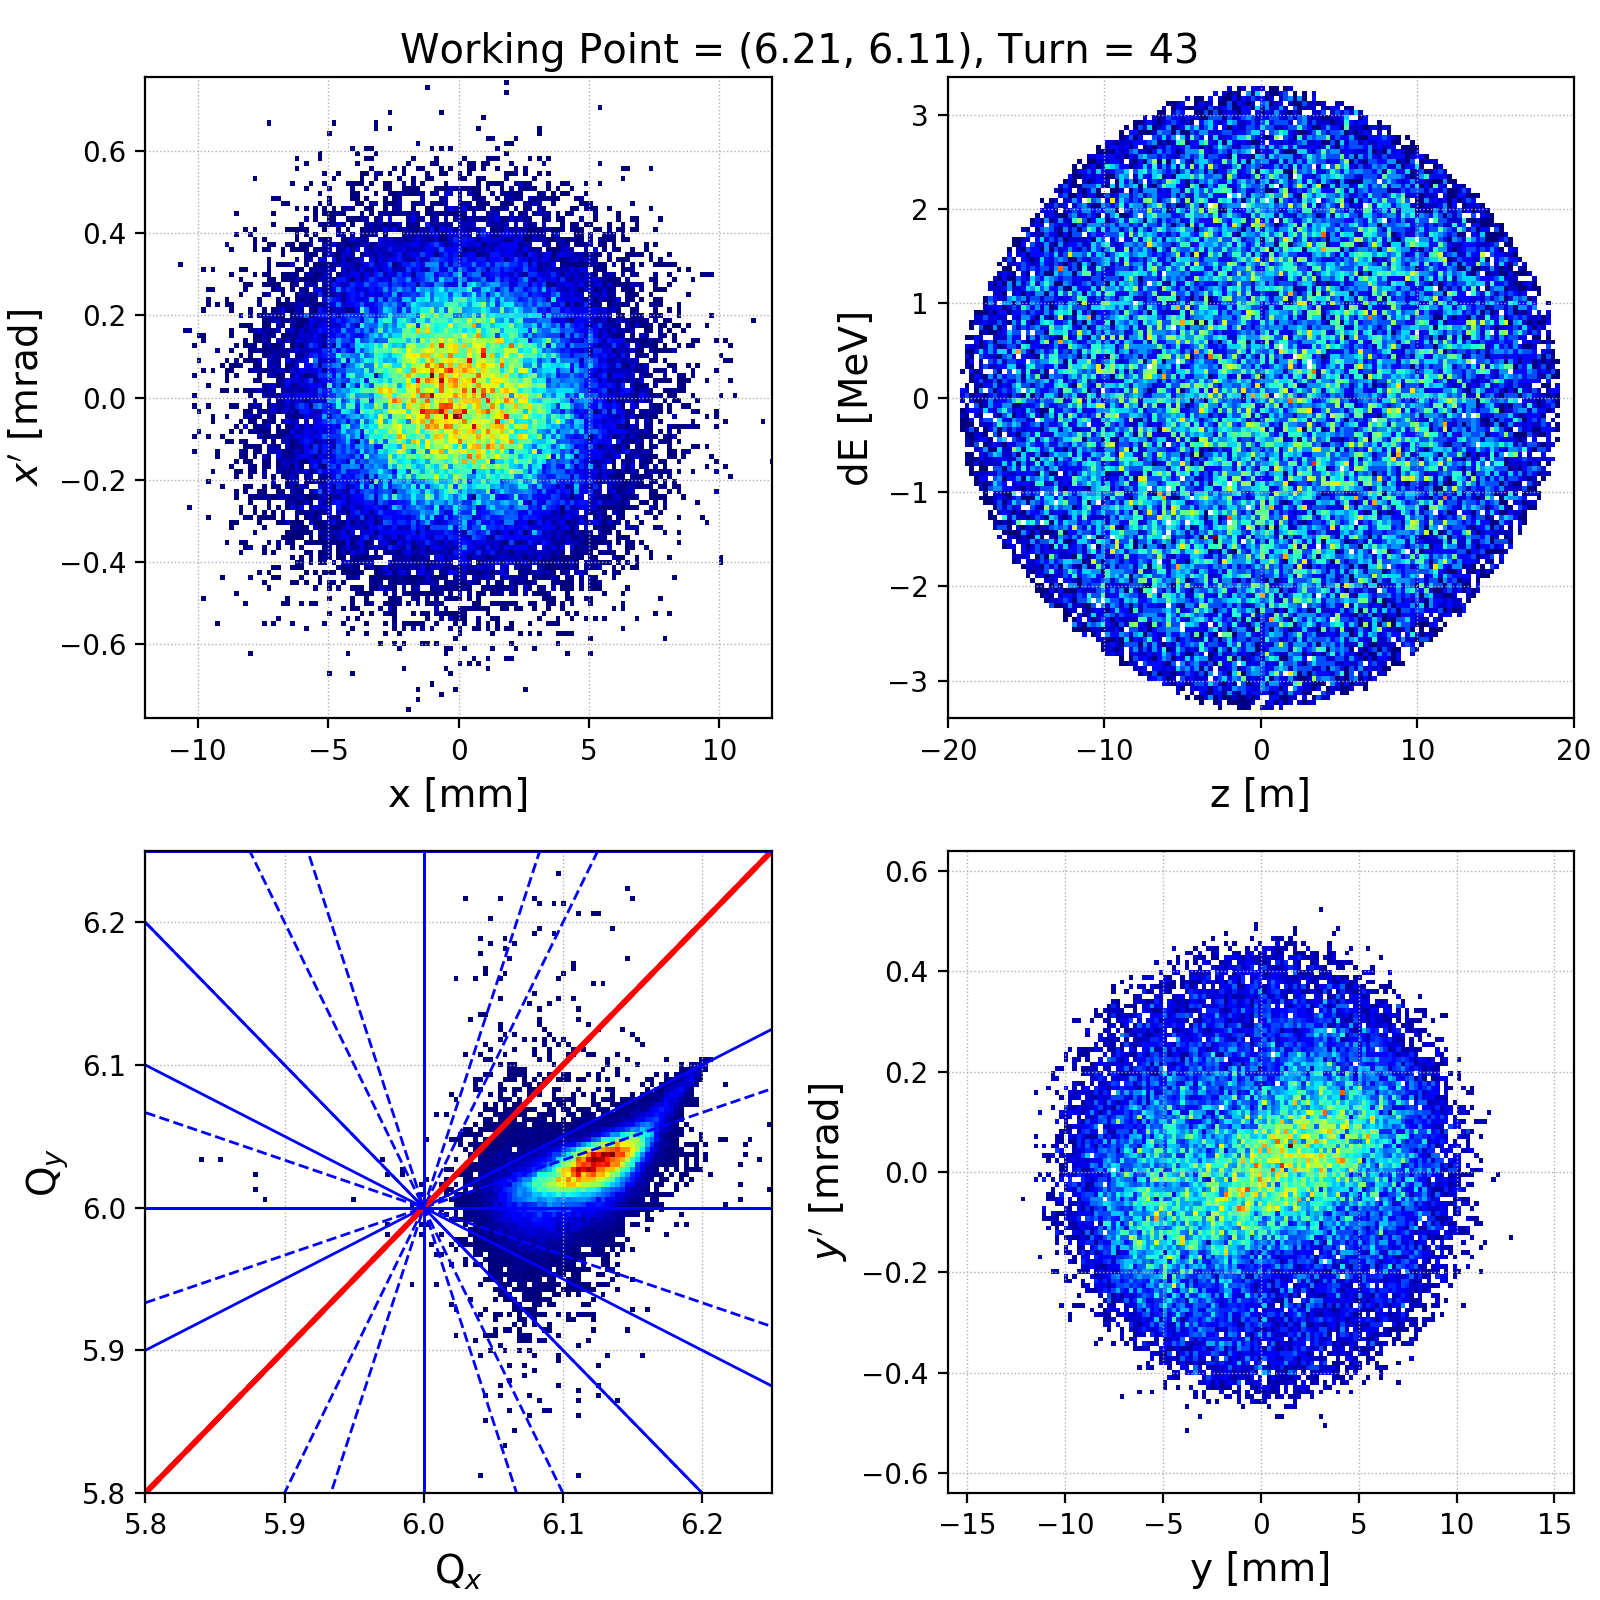 Working Point = (6.21, 6.11), Turn = 43
0.6
0.4
0.2
0.0
−0.2
−0.4
−0.6
x′ [mrad]
−10 −5 0 5 10
x [mm]
3
2
1
0
−1
−2
−3
dE [MeV]
−20 −10 0 10 20
z [m]
6.2
6.1
6.0
5.9
5.8
Qy
5.8 5.9 6.0 6.1 6.2
Qx
0.6
0.4
0.2
0.0
−0.2
−0.4
−0.6
y′ [mrad]
−15 −10 −5 0 5 10 15
y [mm]